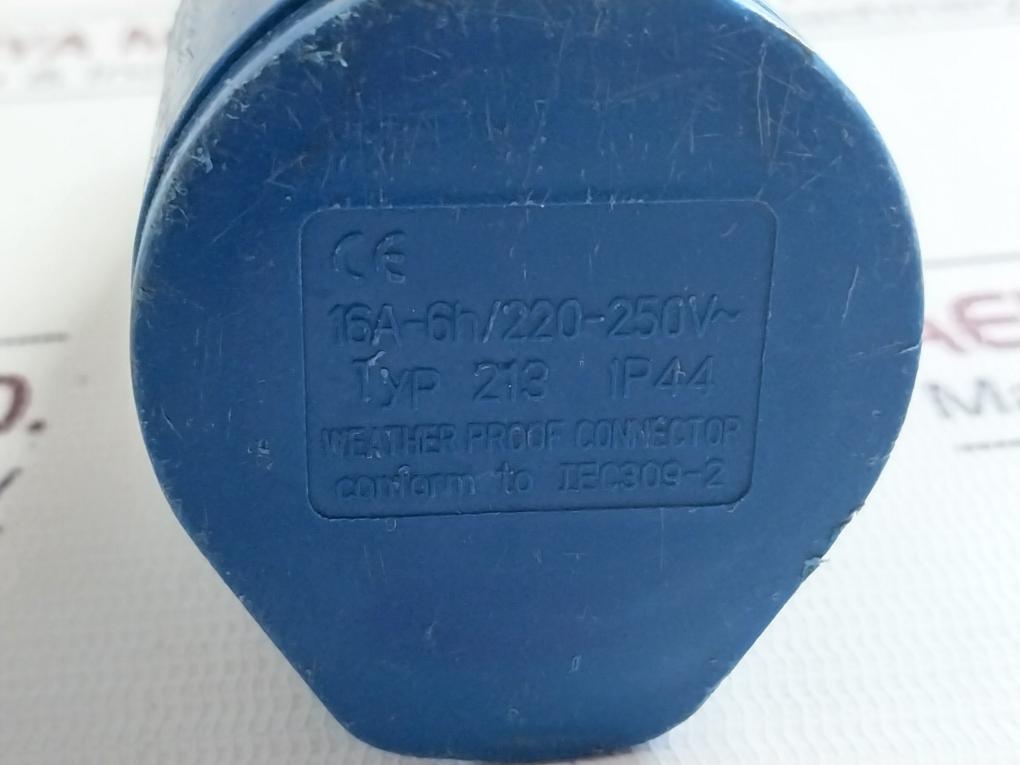 CE
16A-6h/220-250V~
Typ 213 IP44
WEATHER PROOF CONNECTOR
conform to IEC309-2